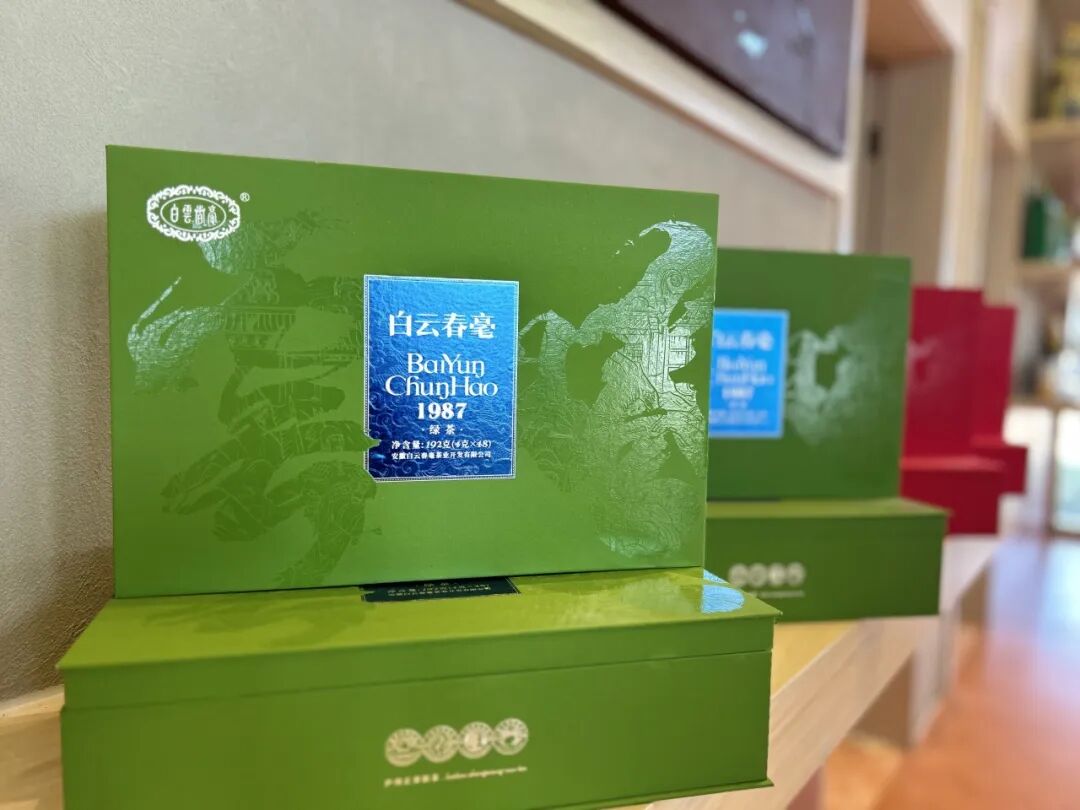 白雲春毫
®
白云春毫
BaiYun
ChunHao
1987
·绿茶·
净含量:192克(4克×48)
安徽白云春毫茶业开发有限公司
白云春毫
BaiYun
ChunHao
1987